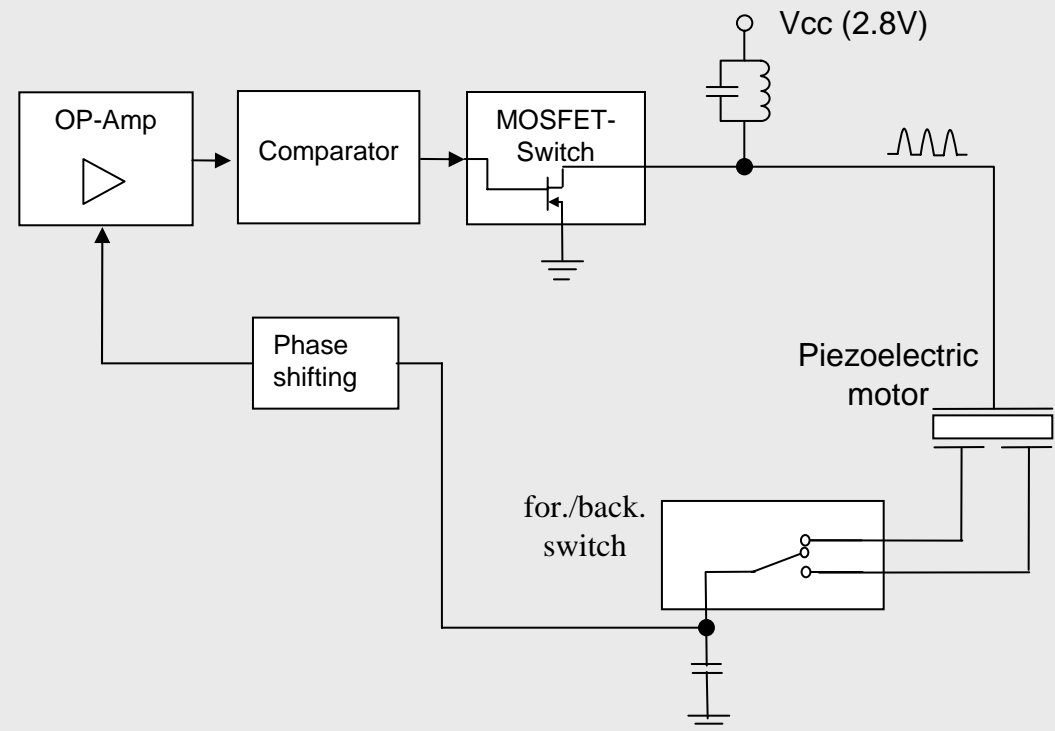 Vcc (2.8V)
OP-Amp
Comparator
MOSFET-
Switch
Phase
shifting
Piezoelectric
motor
for./back.
switch